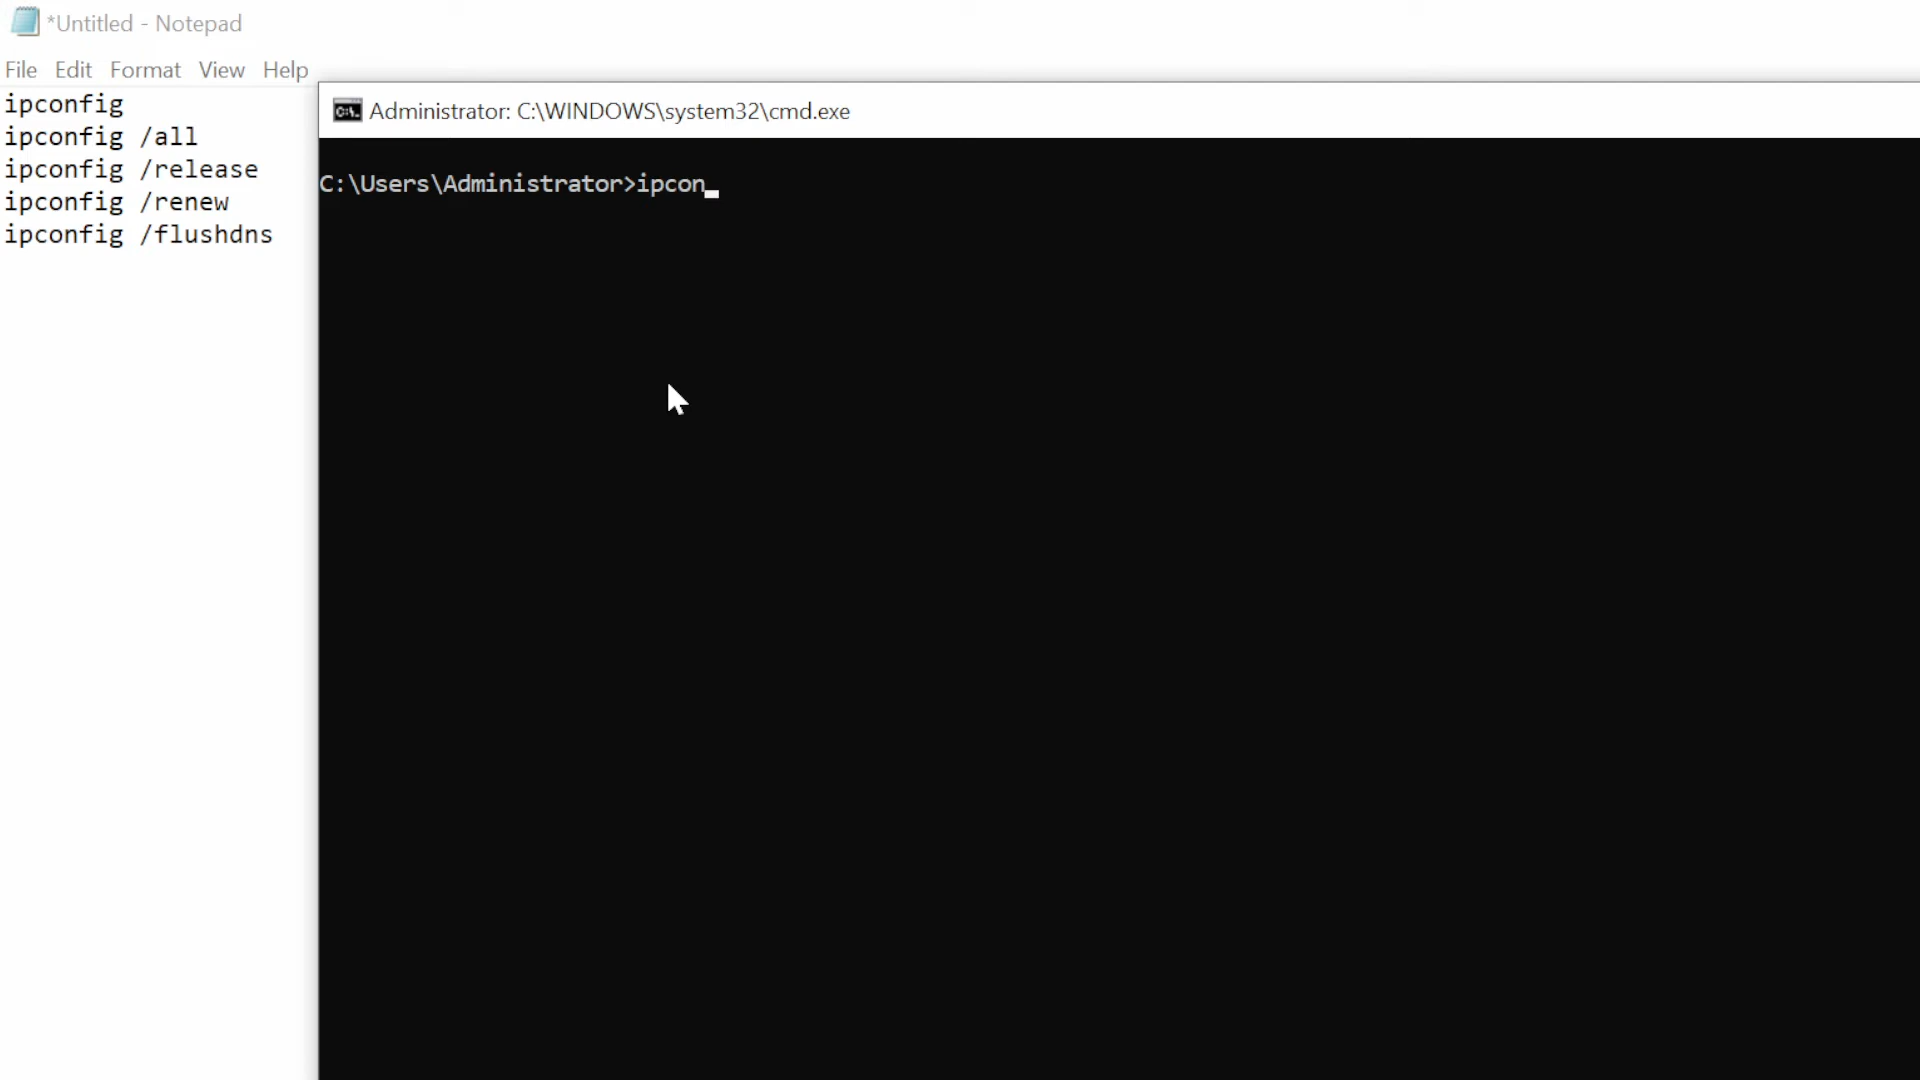 *Untitled - Notepad
File Edit Format View Help
ipconfig
ipconfig /all
ipconfig /release
ipconfig /renew
ipconfig /flushdns
C:\. Administrator: C:\WINDOWS\system32\cmd.exe
C:\Users\Administrator>ipcon_